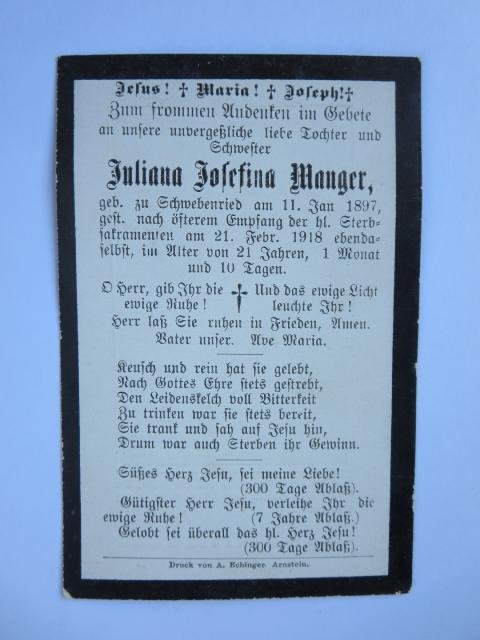 Jesus! ✝ Maria! ✝ Joseph!✝
Zum frommen Andenken im Gebete
an unsere unvergeßliche liebe Tochter und
Schwester
Juliana Josefina Manger,
geb. zu Schwebenried am 11. Jan 1897,
gest. nach öfterem Empfang der hl. Sterb-
sakramenten am 21. Febr. 1918 ebenda-
selbst, im Alter von 21 Jahren, 1 Monat
und 10 Tagen.
O Herr, gib Ihr die ✝ Und das ewige Licht
ewige Ruhe! leuchte Ihr!
Herr laß Sie ruhen in Frieden, Amen.
Vater unser. Ave Maria.
Keusch und rein hat sie gelebt,
Nach Gottes Ehre stets gestrebt,
Den Leidenskelch voll Bitterkeit
Zu trinken war sie stets bereit,
Sie trank und sah auf Jesu hin,
Drum war auch Sterben ihr Gewinn.
Süßes Herz Jesu, sei meine Liebe!
(300 Tage Ablaß).
Gütigster Herr Jesu, verleihe Ihr die
ewige Ruhe! (7 Jahre Ablaß.)
Gelobt sei überall das hl. Herz Jesu!
(300 Tage Ablaß).
Druck von A. Echinger Arnstein.